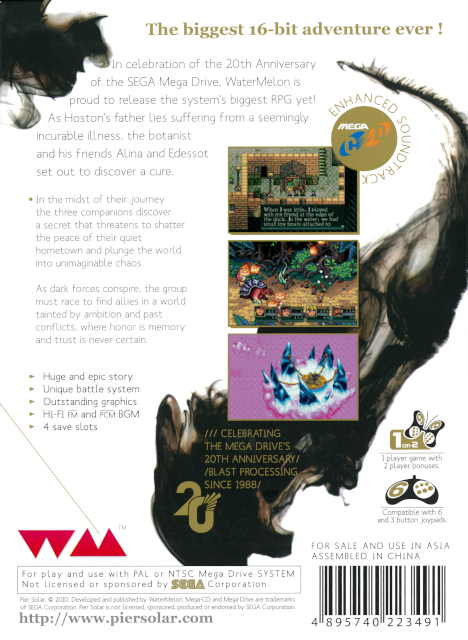 The biggest 16-bit adventure ever !
In celebration of the 20th Anniversary
of the SEGA Mega Drive, WaterMelon is
proud to release the system's biggest RPG yet!
As Hoston's father lies suffering from a seemingly
incurable illness, the botanist
and his friends Alina and Edessot
set out to discover a cure.
ENHANCED SOUNDTRACK
MEGA
CD
• In the midst of their journey
the three companions discover
a secret that threatens to shatter
the peace of their quiet
hometown and plunge the world
into unimaginable chaos.
When I was little, I played
with my friend at the edge of
the dock. In the water, we had
small toy boats attached to
As dark forces conspire, the group
must race to find allies in a world
tainted by ambition and past
conflicts, where honor is memory
and trust is never certain.
► Huge and epic story
► Unique battle system
► Outstanding graphics
► HI-FI FM and PCM BGM
► 4 save slots
/// CELEBRATING
THE MEGA DRIVE'S
20TH ANNIVERSARY/
/BLAST PROCESSING
SINCE 1988/
20
1 OR 2
1 player game with
2 player bonuses.
6
Compatible with 6
and 3 button joypads.
WM TM
FOR SALE AND USE IN ASIA
ASSEMBLED IN CHINA
For play and use with PAL or NTSC Mega Drive SYSTEM
Not licensed or sponsored by SEGA Corporation
Pier Solar, © 2010. Developed and published by WaterMelon. Mega-CD and Mega Drive are trademarks
of SEGA Corporation. Pier Solar is not licensed, sponsored, produced or endorsed by SEGA Corporation.
http://www.piersolar.com
4 895740 223491